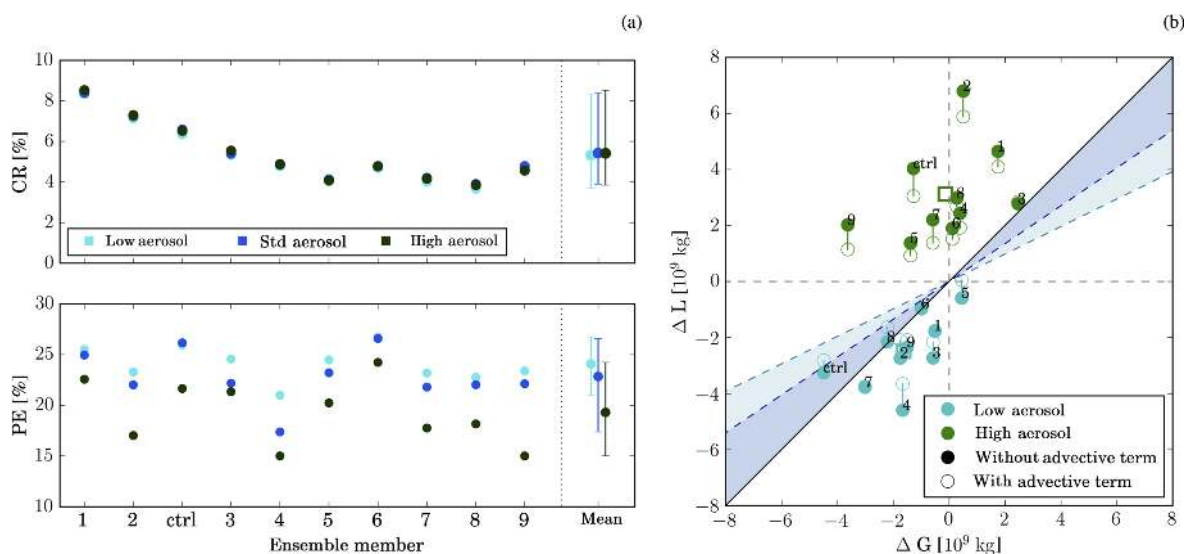 (a)
10
8
6
4
2
0
CR [%]
Low aerosol
Std aerosol
High aerosol
30
25
20
15
10
PE [%]
1 2 ctrl 3 4 5 6 7 8 9 Mean
Ensemble member
(b)
8
6
4
2
0
−2
−4
−6
−8
Δ L [10⁹ kg]
2
1
ctrl
3
8
4
9
7
6
5
5
6
1
8
9
2
3
ctrl
7
4
Low aerosol
High aerosol
Without advective term
With advective term
−8 −6 −4 −2 0 2 4 6 8
Δ G [10⁹ kg]